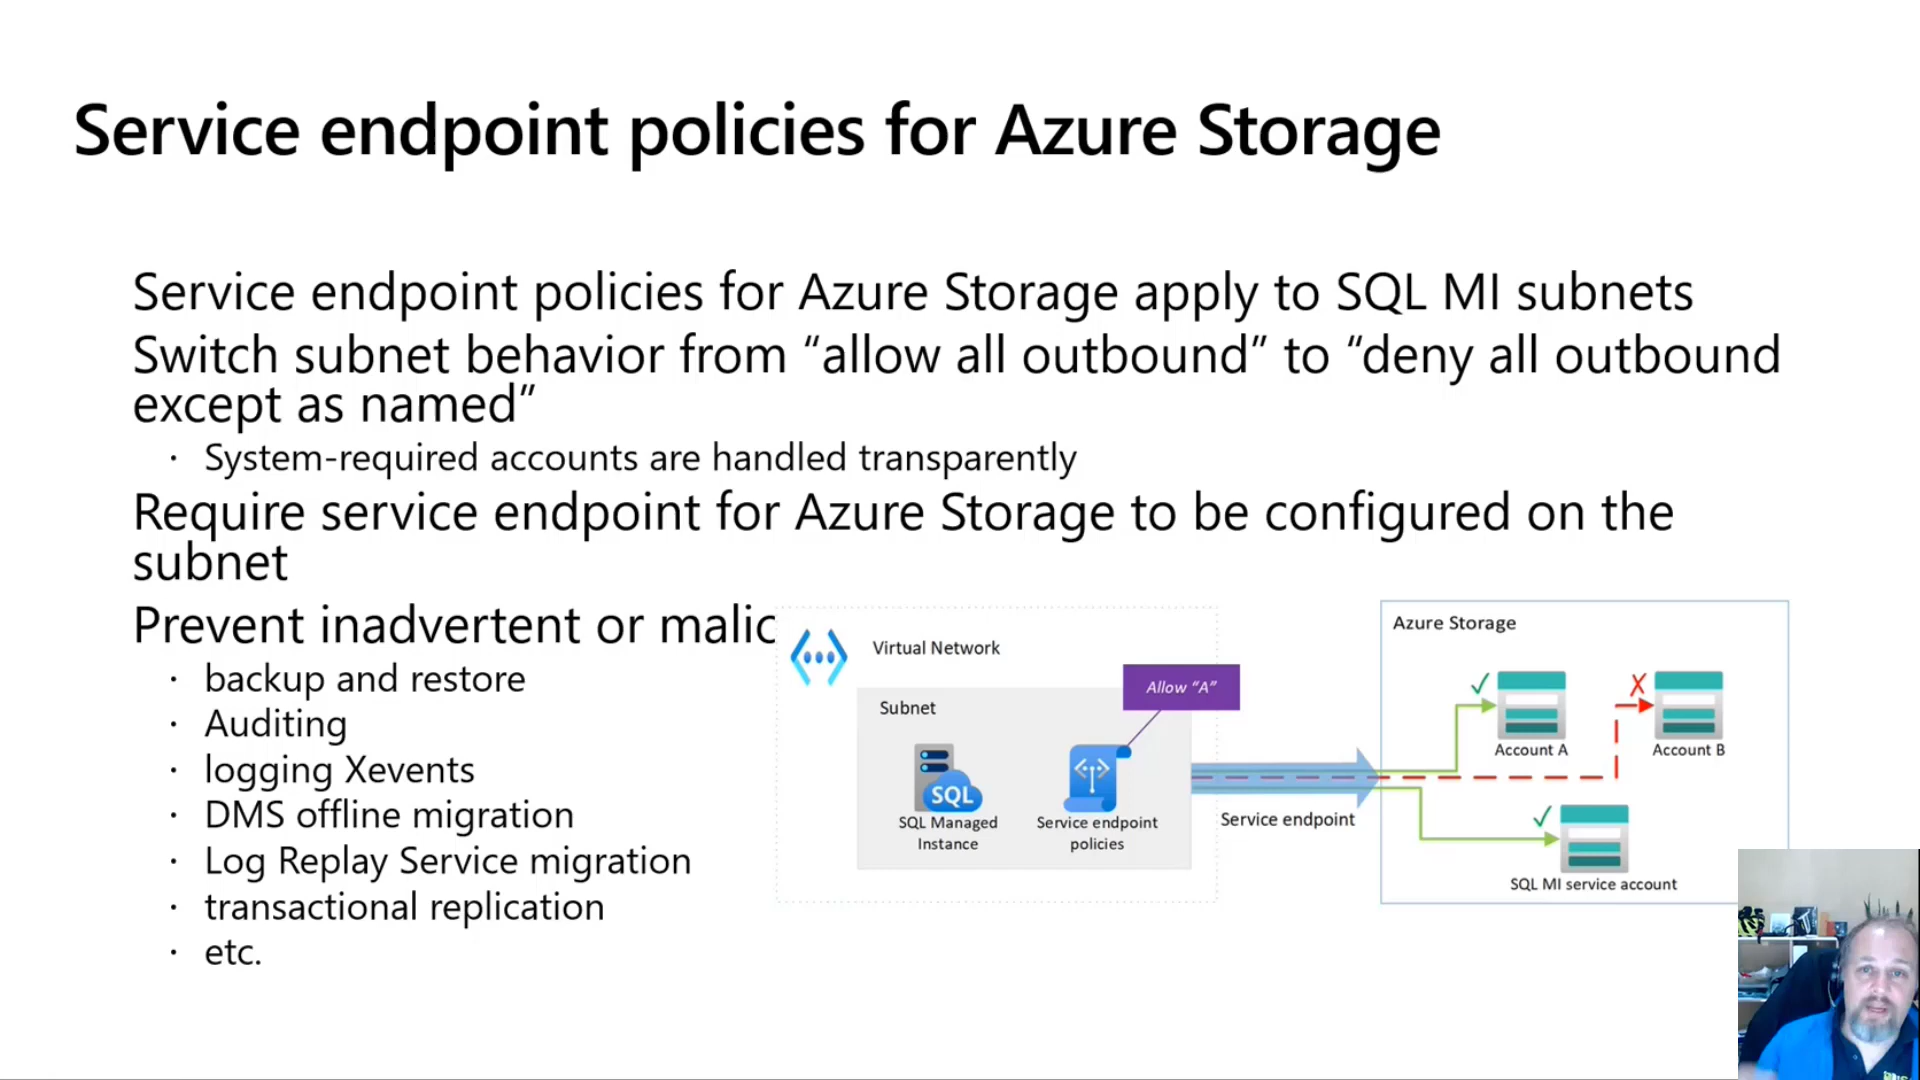 Service endpoint policies for Azure Storage
Service endpoint policies for Azure Storage apply to SQL MI subnets
Switch subnet behavior from “allow all outbound” to “deny all outbound
except as named”
· System-required accounts are handled transparently
Require service endpoint for Azure Storage to be configured on the
subnet
Prevent inadvertent or malic
· backup and restore
· Auditing
· logging Xevents
· DMS offline migration
· Log Replay Service migration
· transactional replication
· etc.
Virtual Network
Allow “A”
Subnet
SQL
SQL Managed
Instance
Service endpoint
policies
Service endpoint
Azure Storage
Account A
Account B
SQL MI service account